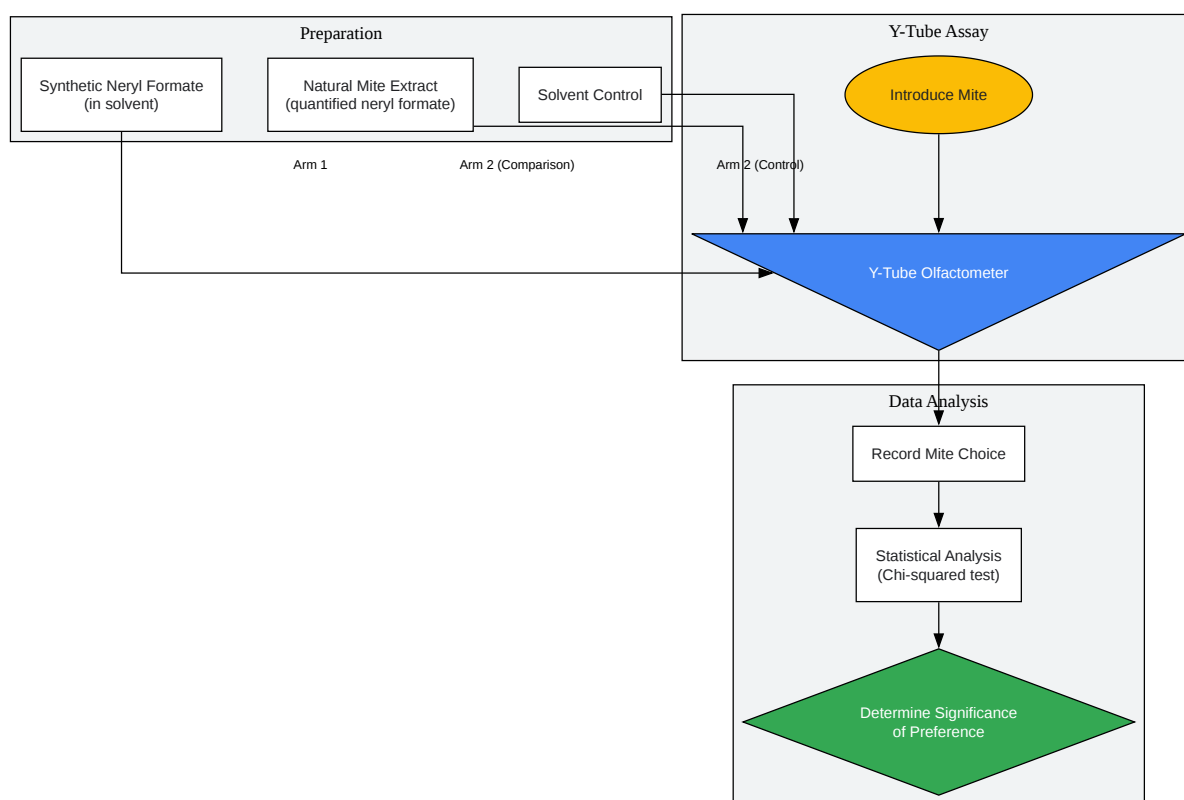 Preparation
Synthetic Neryl Formate
(in solvent)
Natural Mite Extract
(quantified neryl formate)
Solvent Control
Arm 1
Arm 2 (Comparison)
Arm 2 (Control)
Y-Tube Assay
Introduce Mite
Y-Tube Olfactometer
Data Analysis
Record Mite Choice
Statistical Analysis
(Chi-squared test)
Determine Significance
of Preference